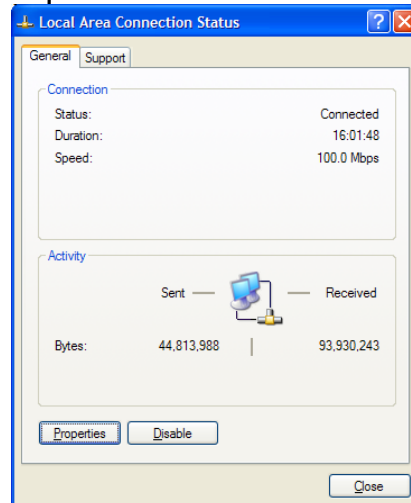 Local Area Connection Status
General Support
Connection
Status: Connected
Duration: 16:01:48
Speed: 100.0 Mbps
Activity
Sent — — Received
Bytes: 44,813,988 | 93,930,243
Properties Disable
Close